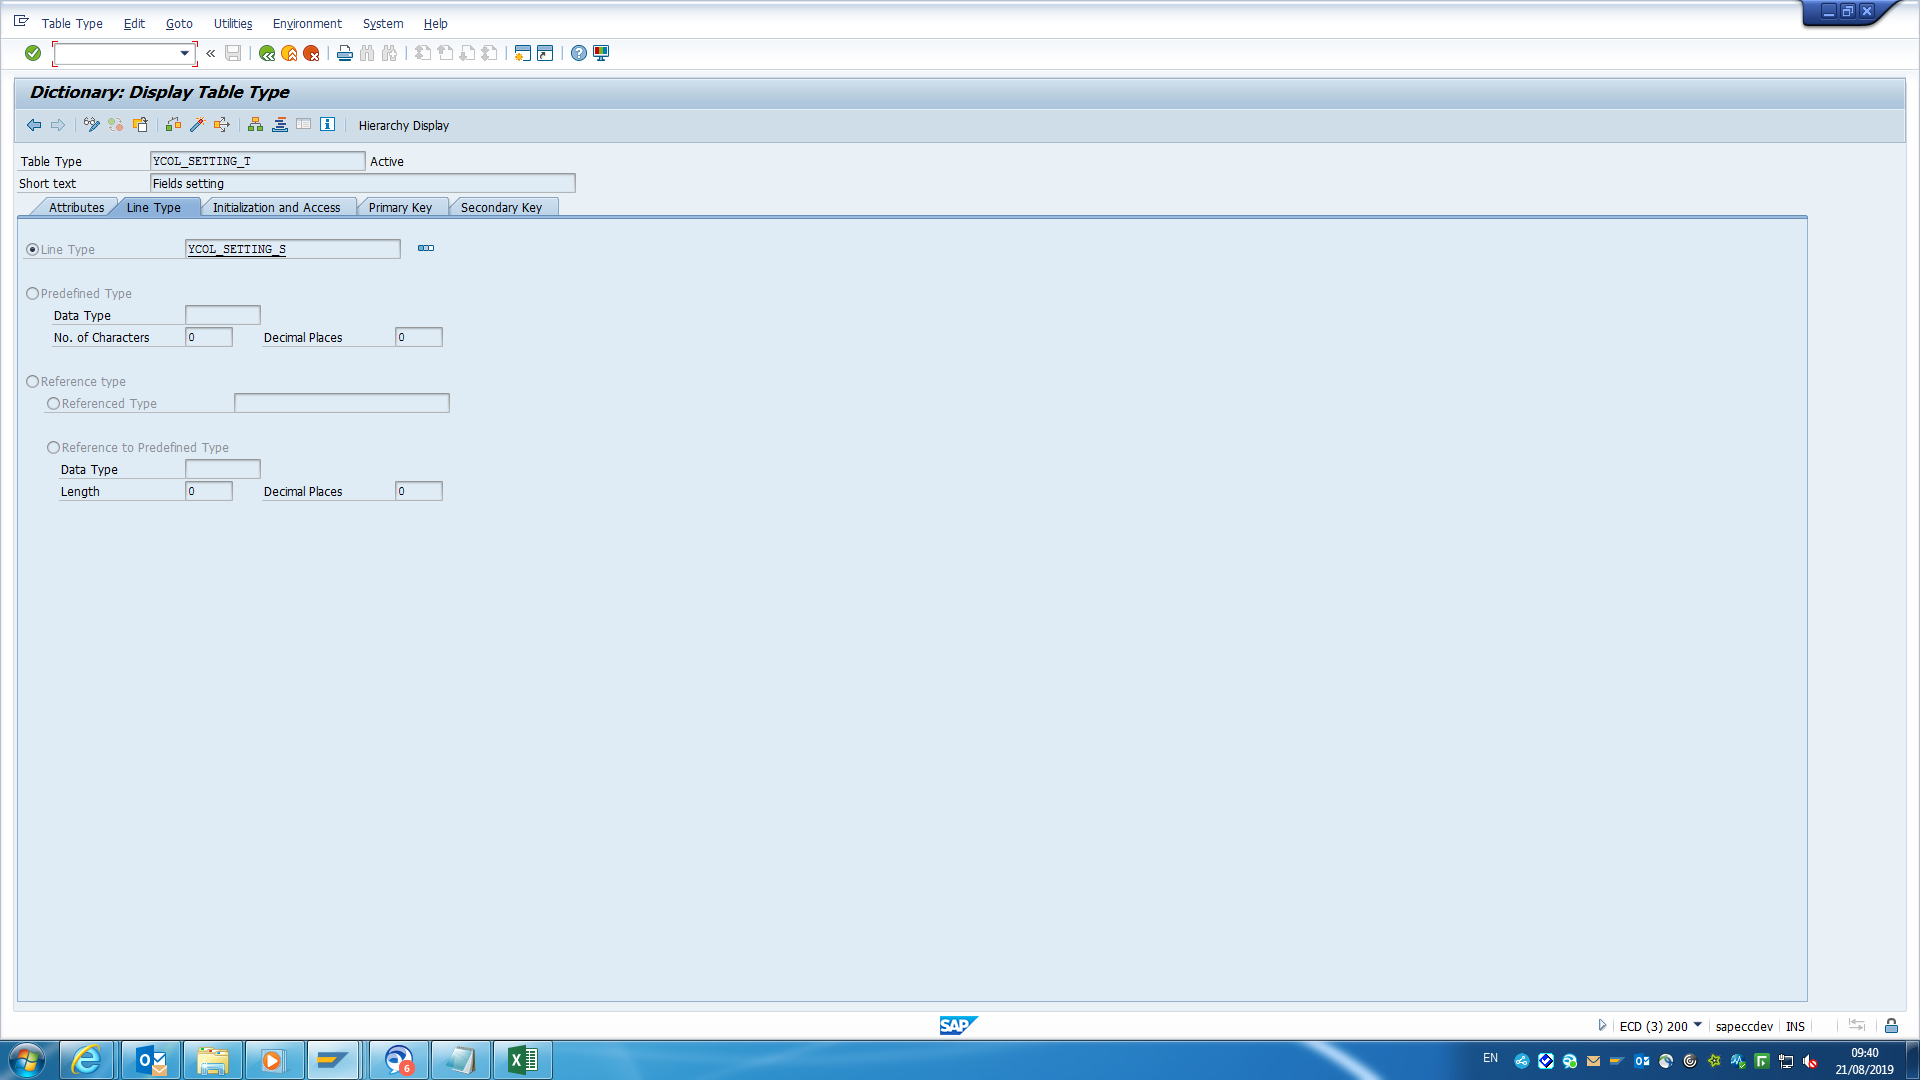 Table Type Edit Goto Utilities Environment System Help
Dictionary: Display Table Type
Hierarchy Display
Table Type YCOL_SETTING_T Active
Short text Fields setting
Attributes Line Type Initialization and Access Primary Key Secondary Key
Line Type YCOL_SETTING_S
Predefined Type
Data Type
No. of Characters 0 Decimal Places 0
Reference type
Referenced Type
Reference to Predefined Type
Data Type
Length 0 Decimal Places 0
SAP
ECD (3) 200 sapeccdev INS
6
EN
09:40
21/08/2019